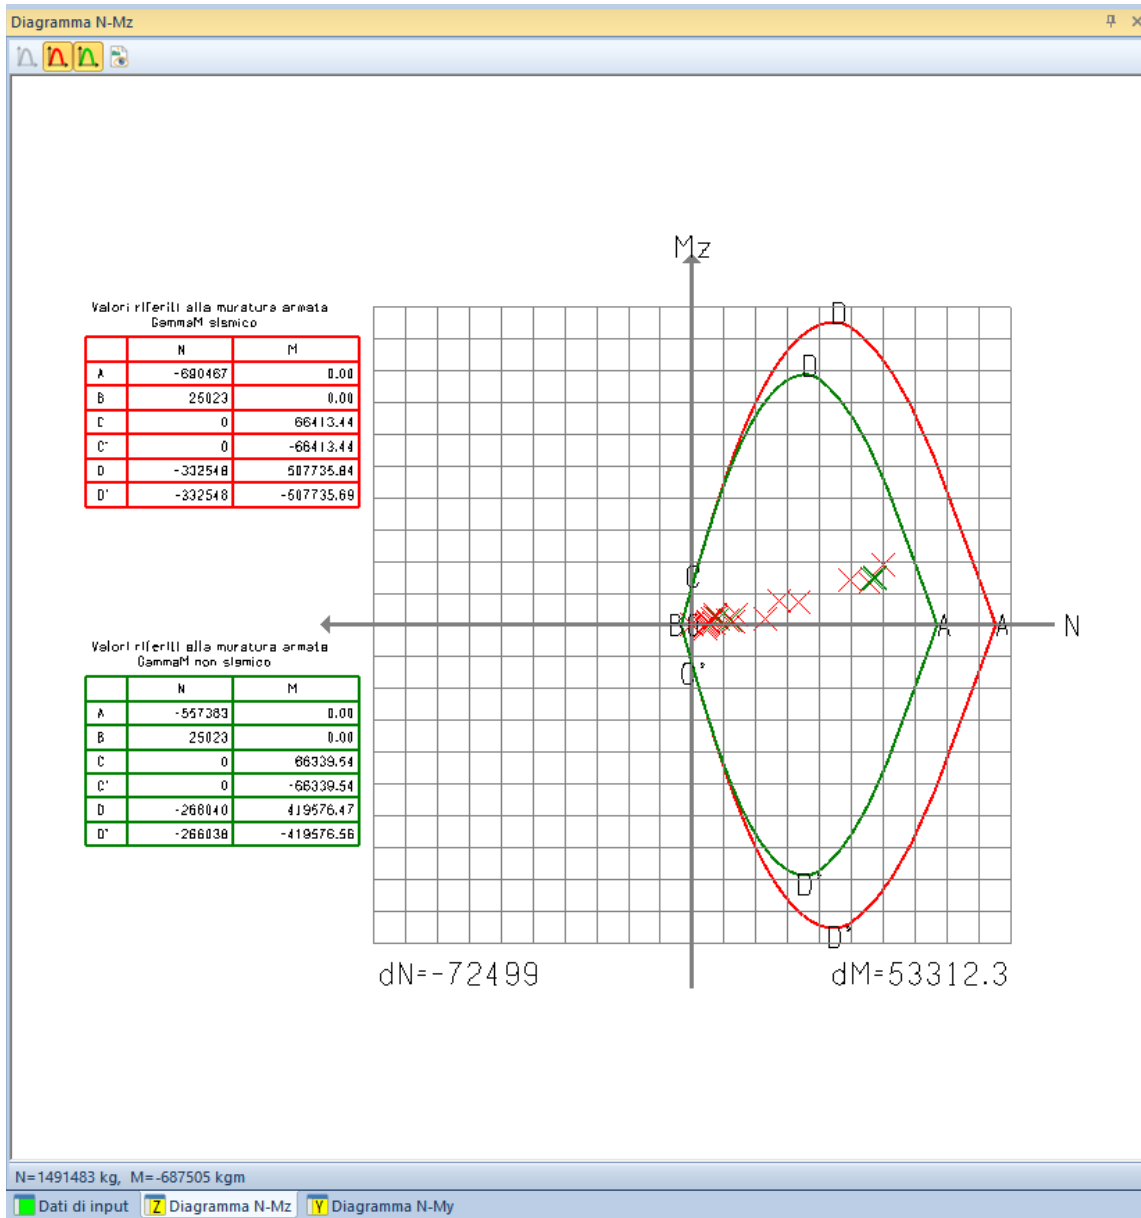 Diagramma N-Mz
Mz
Valori riferiti alla muratura armata
GammaM sismico
N M
A -690467 0.00
B 25023 0.00
C 0 66413.44
C' 0 -66413.44
D -332548 507735.84
D' -332548 -507735.69
D
D
C
B 0 A A N
C'
Valori riferiti alla muratura armata
GammaM non sismico
N M
A -557383 0.00
B 25023 0.00
C 0 66339.54
C' 0 -66339.54
D -266040 419576.47
D' -266038 -419576.56
D'
D'
dN=-72499 dM=53312.3
N=1491483 kg, M=-687505 kgm
Dati di input Z Diagramma N-Mz Y Diagramma N-My